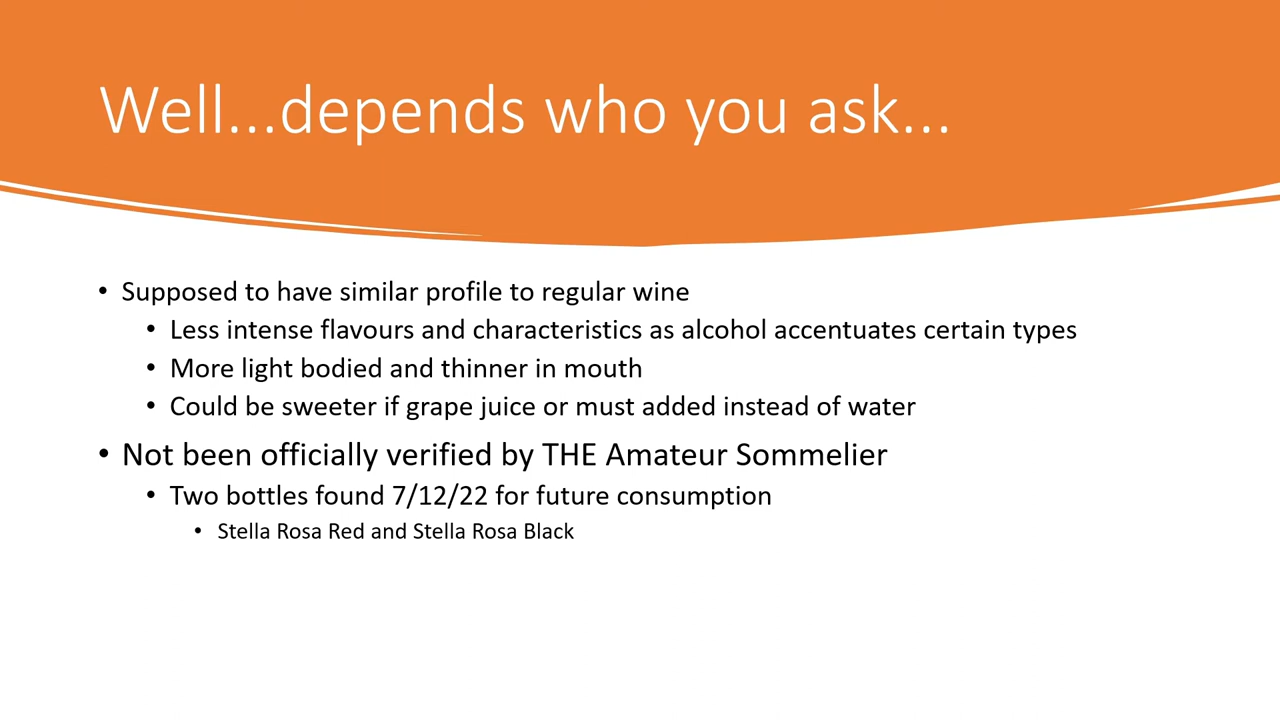 Well...depends who you ask...
• Supposed to have similar profile to regular wine
• Less intense flavours and characteristics as alcohol accentuates certain types
• More light bodied and thinner in mouth
• Could be sweeter if grape juice or must added instead of water
• Not been officially verified by THE Amateur Sommelier
• Two bottles found 7/12/22 for future consumption
• Stella Rosa Red and Stella Rosa Black